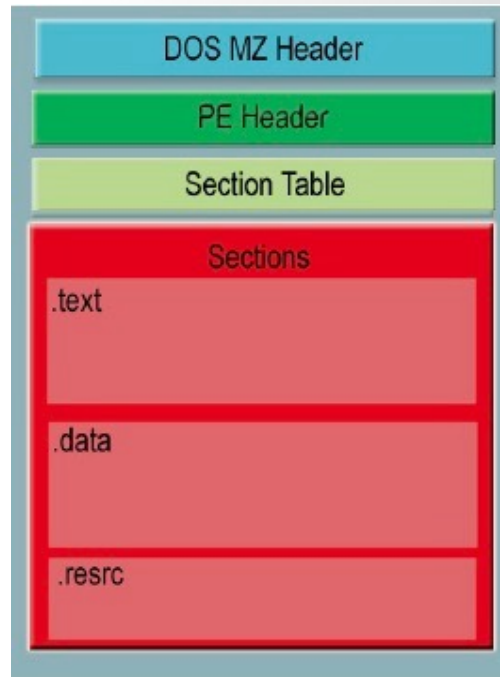 DOS MZ Header
PE Header
Section Table
Sections
.text
.data
.resrc